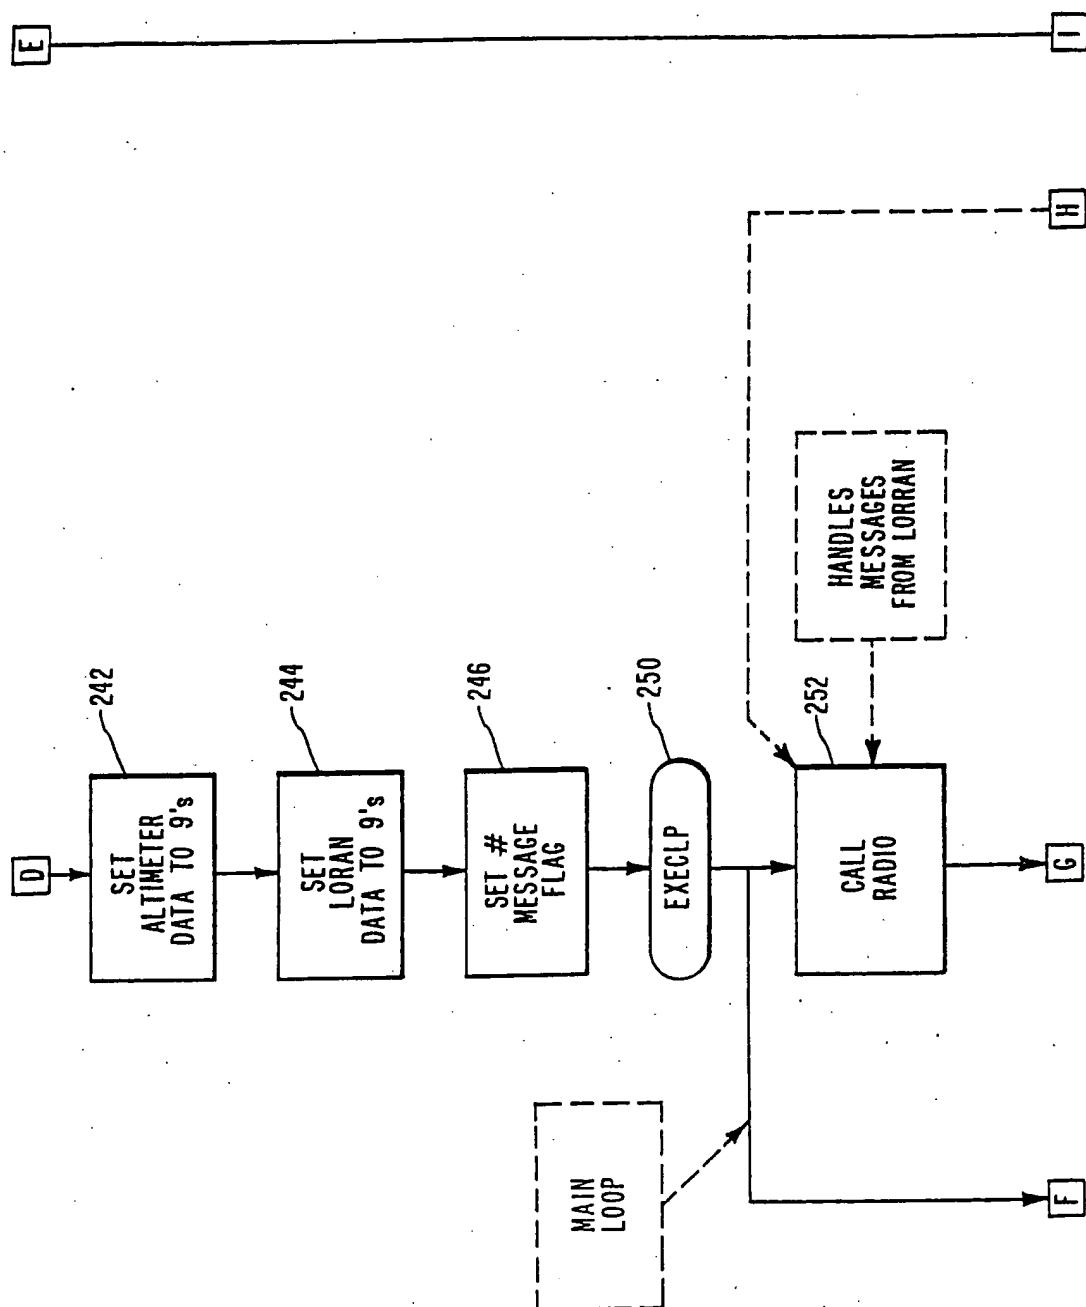 E
D
SET
ALTIMETER
DATA TO 9's
242
SET
LORAN
DATA TO 9's
244
SET #
MESSAGE
FLAG
246
EXECLP
250
MAIN
LOOP
CALL
RADIO
252
HANDLES
MESSAGES
FROM LORRAN
F
G
H
I